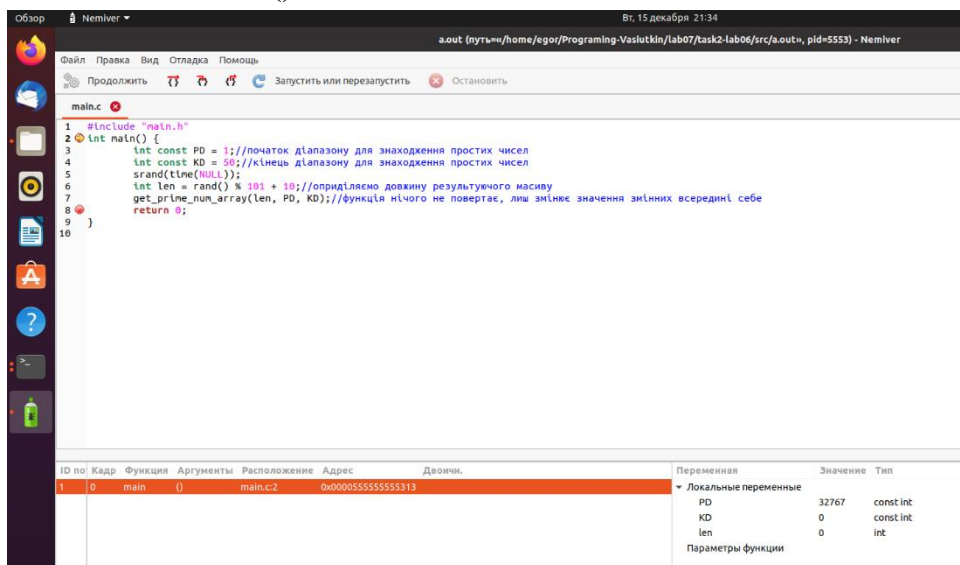 Обзор Nemiver Вт, 15 декабря 21:34
a.out (путь=«/home/egor/Programing-Vasiutkin/lab07/task2-lab06/src/a.out», pid=5553) - Nemiver
Файл Правка Вид Отладка Помощь
Продолжить Запустить или перезапустить Остановить
main.c
1 #include "main.h"
2 int main() {
3 int const PD = 1;//початок діапазону для знаходження простих чисел
4 int const KD = 50;//кінець діапазону для знаходження простих чисел
5 srand(time(NULL));
6 int len = rand() % 101 + 10;//оприділяємо довжину результуючого масиву
7 get_prime_num_array(len, PD, KD);//функція нічого не повертає, лиш змінює значення змінних всередині себе
8 return 0;
9 }
10
ID по Кадр Функция Аргументы Расположение Адрес Двоичн. Переменная Значение Тип
1 0 main () main.c:2 0x0000555555555313 Локальные переменные
PD 32767 const int
KD 0 const int
len 0 int
Параметры функции